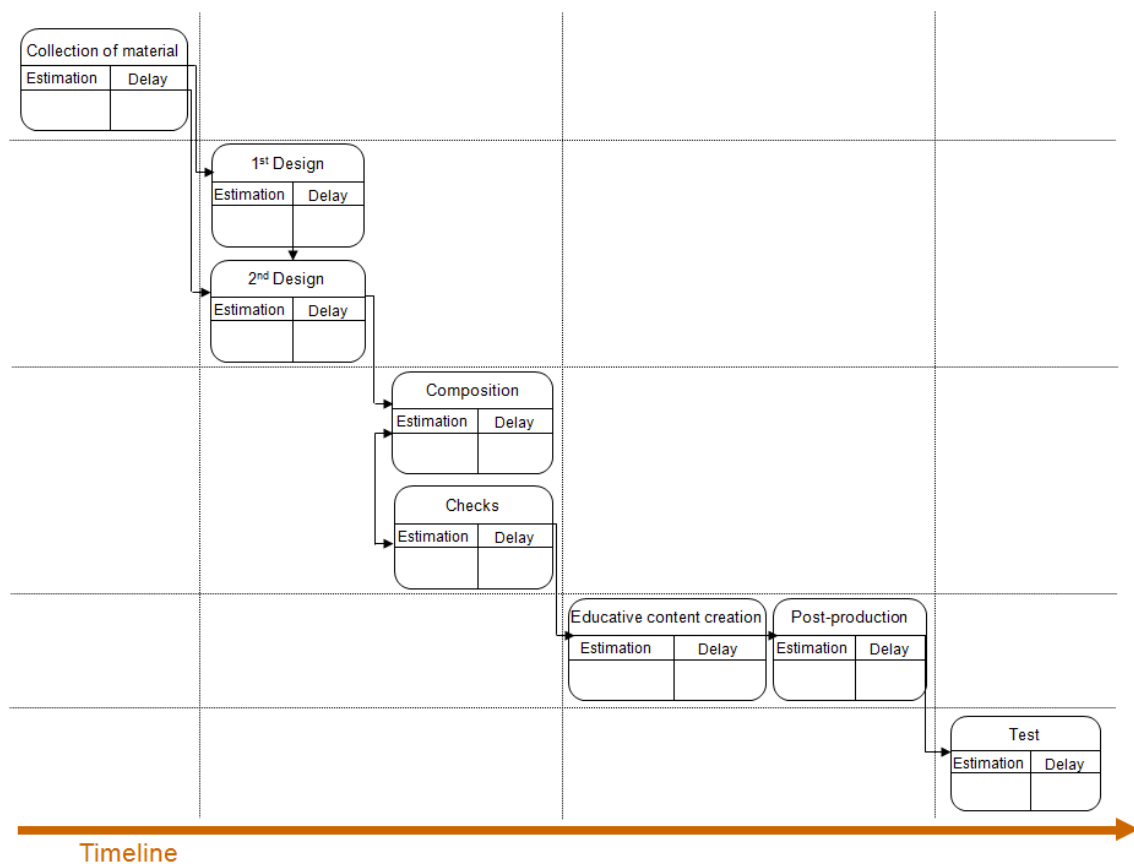 Collection of material
Estimation Delay
1st Design
Estimation Delay
2nd Design
Estimation Delay
Composition
Estimation Delay
Checks
Estimation Delay
Educative content creation
Estimation Delay
Post-production
Estimation Delay
Test
Estimation Delay
Timeline